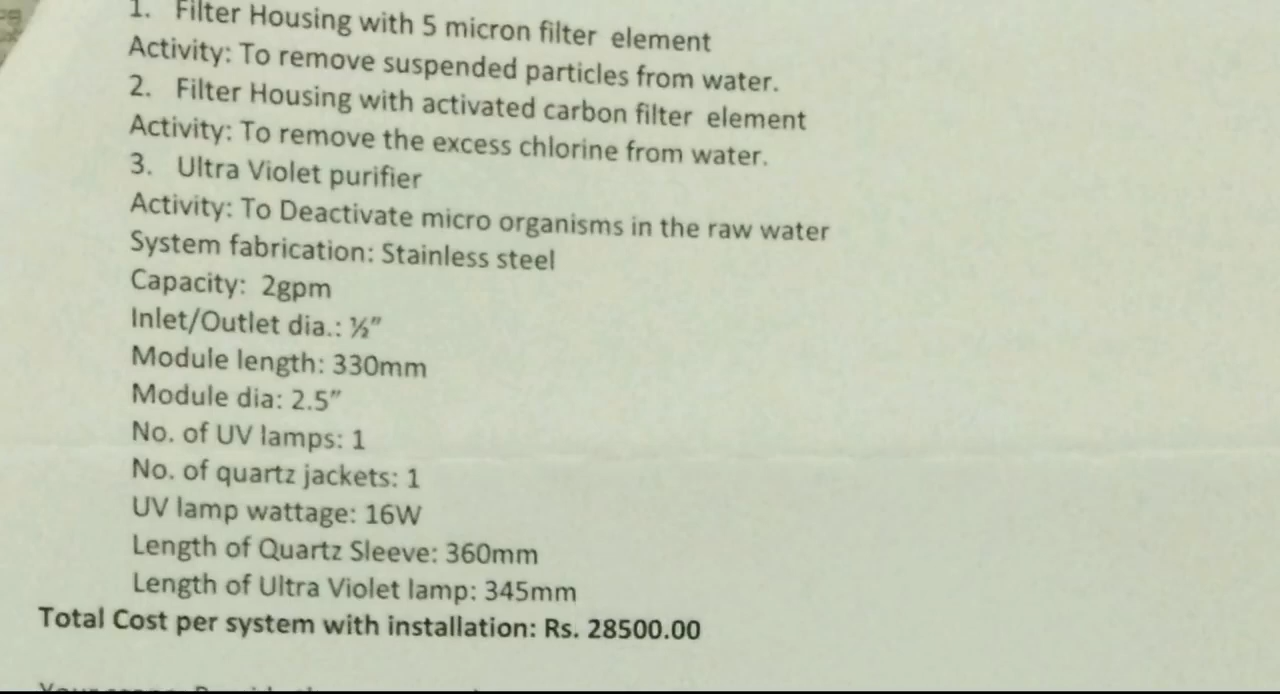 1. Filter Housing with 5 micron filter element
Activity: To remove suspended particles from water.
2. Filter Housing with activated carbon filter element
Activity: To remove the excess chlorine from water.
3. Ultra Violet purifier
Activity: To Deactivate micro organisms in the raw water
System fabrication: Stainless steel
Capacity: 2gpm
Inlet/Outlet dia.: ½”
Module length: 330mm
Module dia: 2.5”
No. of UV lamps: 1
No. of quartz jackets: 1
UV lamp wattage: 16W
Length of Quartz Sleeve: 360mm
Length of Ultra Violet lamp: 345mm
Total Cost per system with installation: Rs. 28500.00